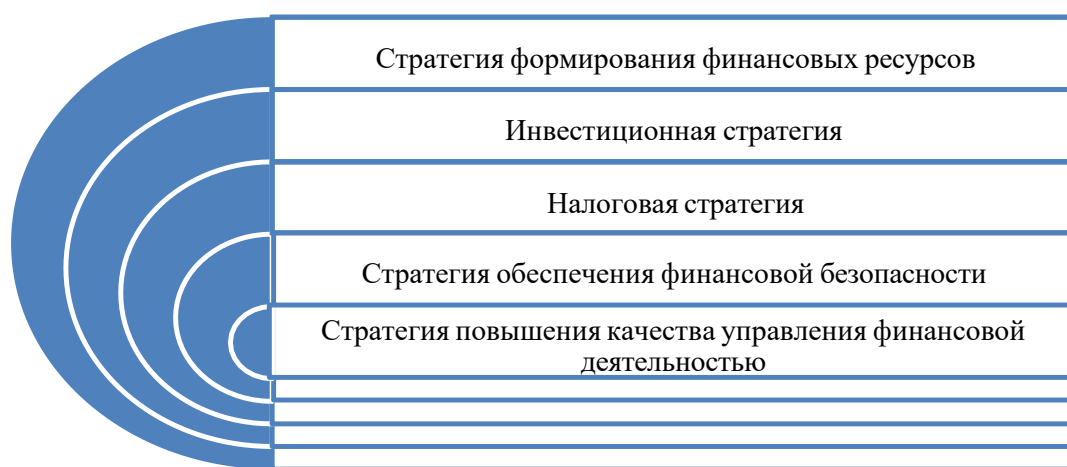 Стратегия формирования финансовых ресурсов
Инвестиционная стратегия
Налоговая стратегия
Стратегия обеспечения финансовой безопасности
Стратегия повышения качества управления финансовой
деятельностью